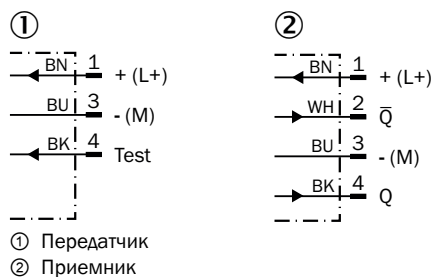 ① ②
BN 1 + (L+)
BU 3 - (M)
BK 4 Test
BN 1 + (L+)
WH 2 Q̅
BU 3 - (M)
BK 4 Q
① Передатчик
② Приемник